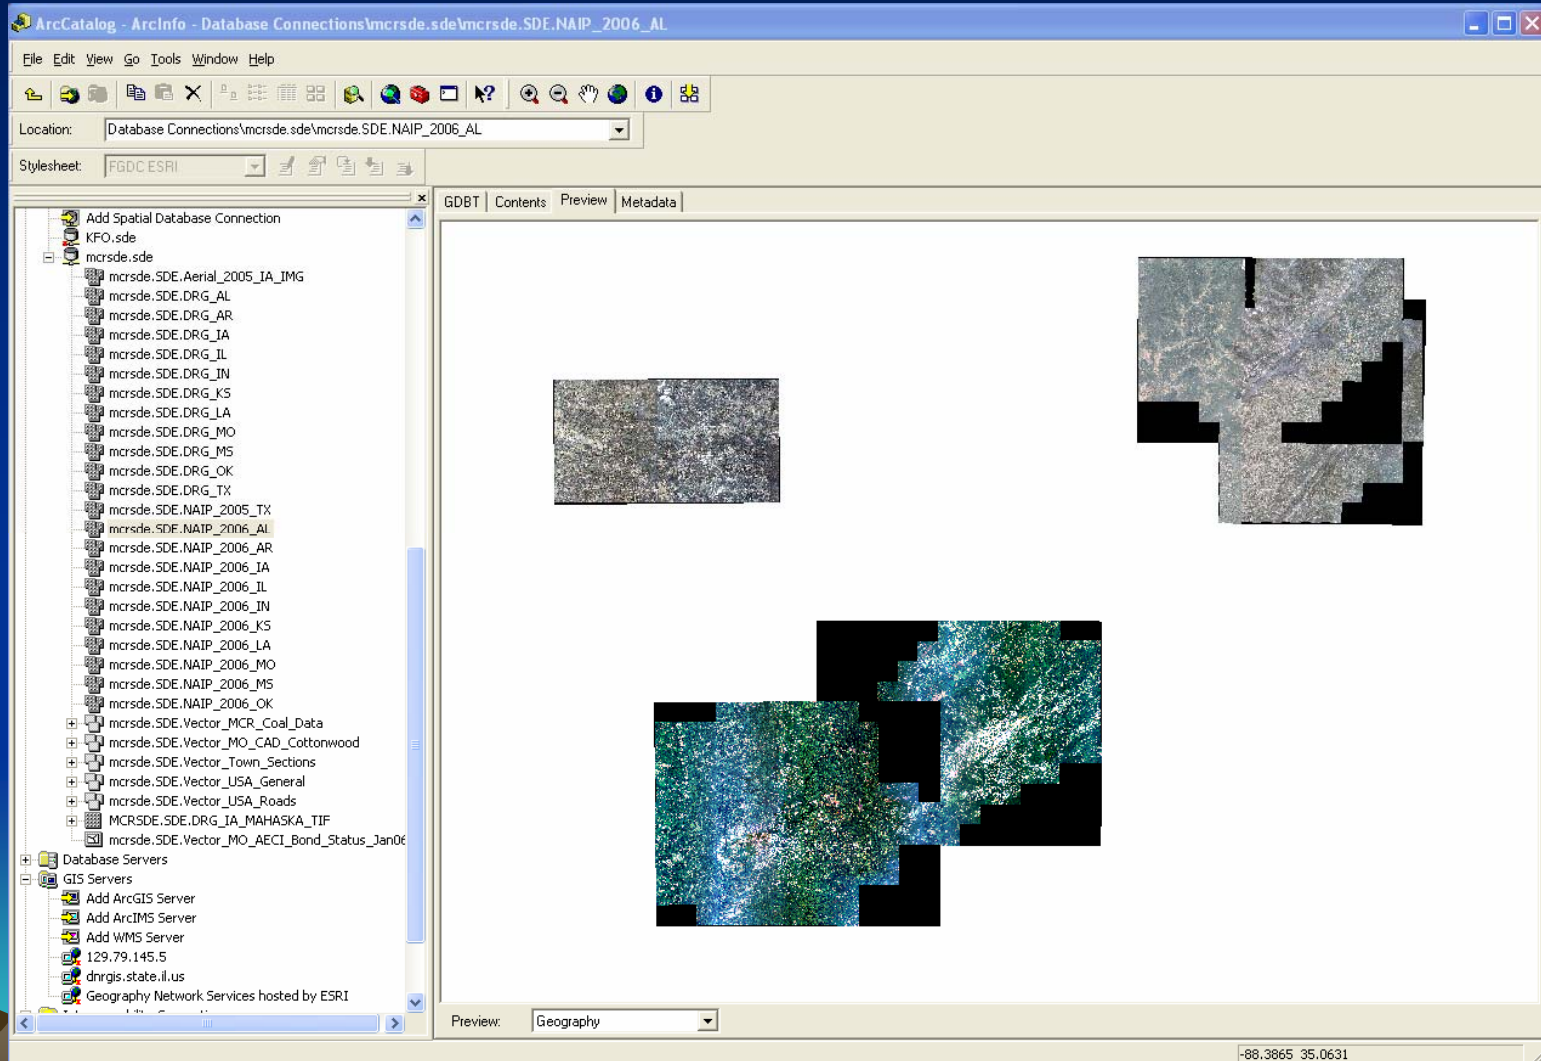 ArcCatalog - ArcInfo - Database Connections\mcrsde.sde\mcrsde.SDE.NAIP_2006_AL
File Edit View Go Tools Window Help
Location: Database Connections\mcrsde.sde\mcrsde.SDE.NAIP_2006_AL
Stylesheet: FGDC ESRI
GDBT Contents Preview Metadata
Add Spatial Database Connection
KFO.sde
mcrsde.sde
mcrsde.SDE.Aerial_2005_IA_IMG
mcrsde.SDE.DRG_AL
mcrsde.SDE.DRG_AR
mcrsde.SDE.DRG_IA
mcrsde.SDE.DRG_IL
mcrsde.SDE.DRG_IN
mcrsde.SDE.DRG_KS
mcrsde.SDE.DRG_LA
mcrsde.SDE.DRG_MO
mcrsde.SDE.DRG_MS
mcrsde.SDE.DRG_OK
mcrsde.SDE.DRG_TX
mcrsde.SDE.NAIP_2005_TX
mcrsde.SDE.NAIP_2006_AL
mcrsde.SDE.NAIP_2006_AR
mcrsde.SDE.NAIP_2006_IA
mcrsde.SDE.NAIP_2006_IL
mcrsde.SDE.NAIP_2006_IN
mcrsde.SDE.NAIP_2006_KS
mcrsde.SDE.NAIP_2006_LA
mcrsde.SDE.NAIP_2006_MO
mcrsde.SDE.NAIP_2006_MS
mcrsde.SDE.NAIP_2006_OK
mcrsde.SDE.Vector_MCR_Coal_Data
mcrsde.SDE.Vector_MO_CAD_Cottonwood
mcrsde.SDE.Vector_Town_Sections
mcrsde.SDE.Vector_USA_General
mcrsde.SDE.Vector_USA_Roads
MCRSDE.SDE.DRG_IA_MAHASKA_TIF
mcrsde.SDE.Vector_MO_AECI_Bond_Status_Jan06
Database Servers
GIS Servers
Add ArcGIS Server
Add ArcIMS Server
Add WMS Server
129.79.145.5
dnrgis.state.il.us
Geography Network Services hosted by ESRI
Preview: Geography
-88.3865 35.0631